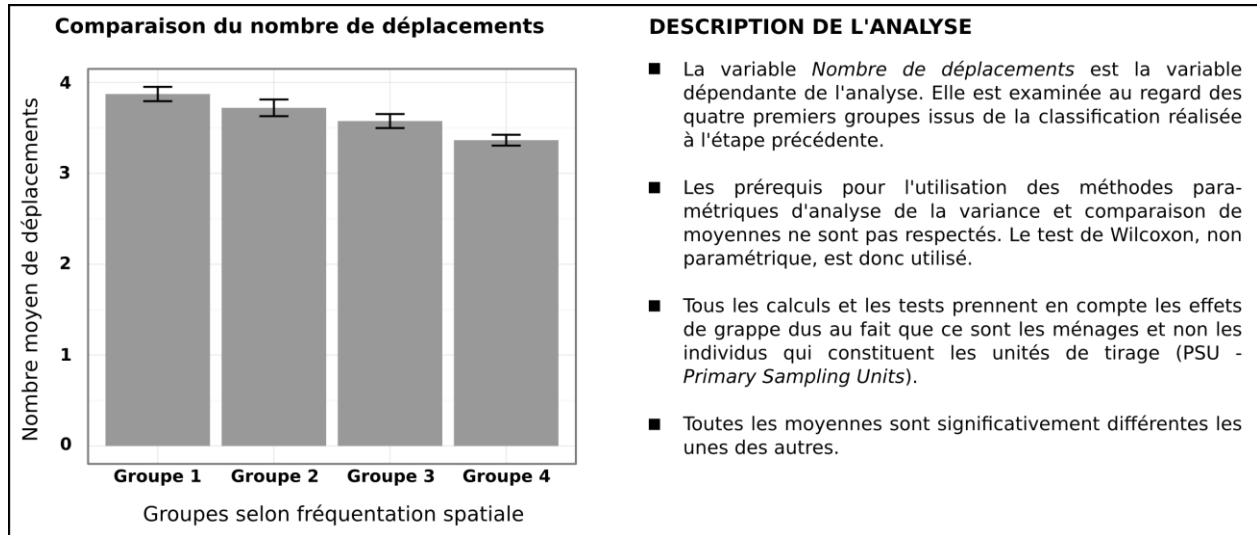 Comparaison du nombre de déplacements
Nombre moyen de déplacements
4
3
2
1
0
Groupe 1 Groupe 2 Groupe 3 Groupe 4
Groupes selon fréquentation spatiale
DESCRIPTION DE L'ANALYSE
■ La variable Nombre de déplacements est la variable
dépendante de l'analyse. Elle est examinée au regard des
quatre premiers groupes issus de la classification réalisée
à l'étape précédente.
■ Les prérequis pour l'utilisation des méthodes para-
métriques d'analyse de la variance et comparaison de
moyennes ne sont pas respectés. Le test de Wilcoxon, non
paramétrique, est donc utilisé.
■ Tous les calculs et les tests prennent en compte les effets
de grappe dus au fait que ce sont les ménages et non les
individus qui constituent les unités de tirage (PSU -
Primary Sampling Units).
■ Toutes les moyennes sont significativement différentes les
unes des autres.